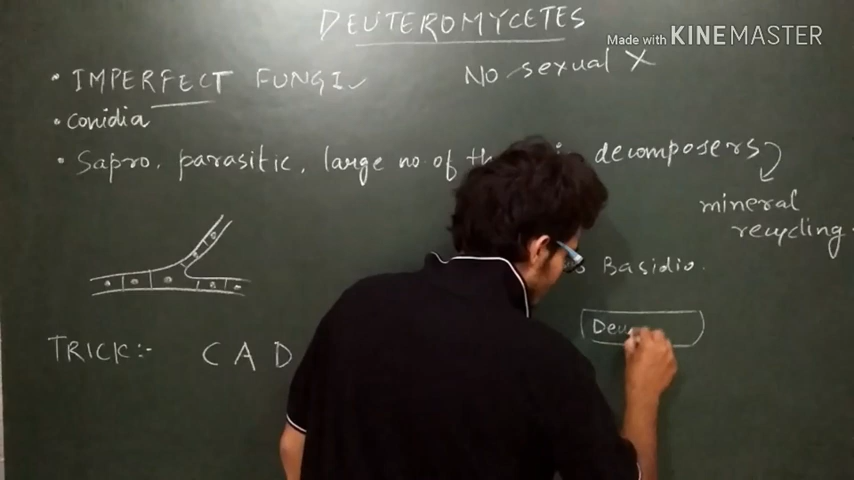 DEUTEROMYCETES
Made with KINEMASTER
• IMPERFECT FUNGI ✓ No sexual X
• Conidia
• Sapro, parasitic, large no. of decomposers
mineral
recycling
Basidio.
Deu
TRICK:- C A D